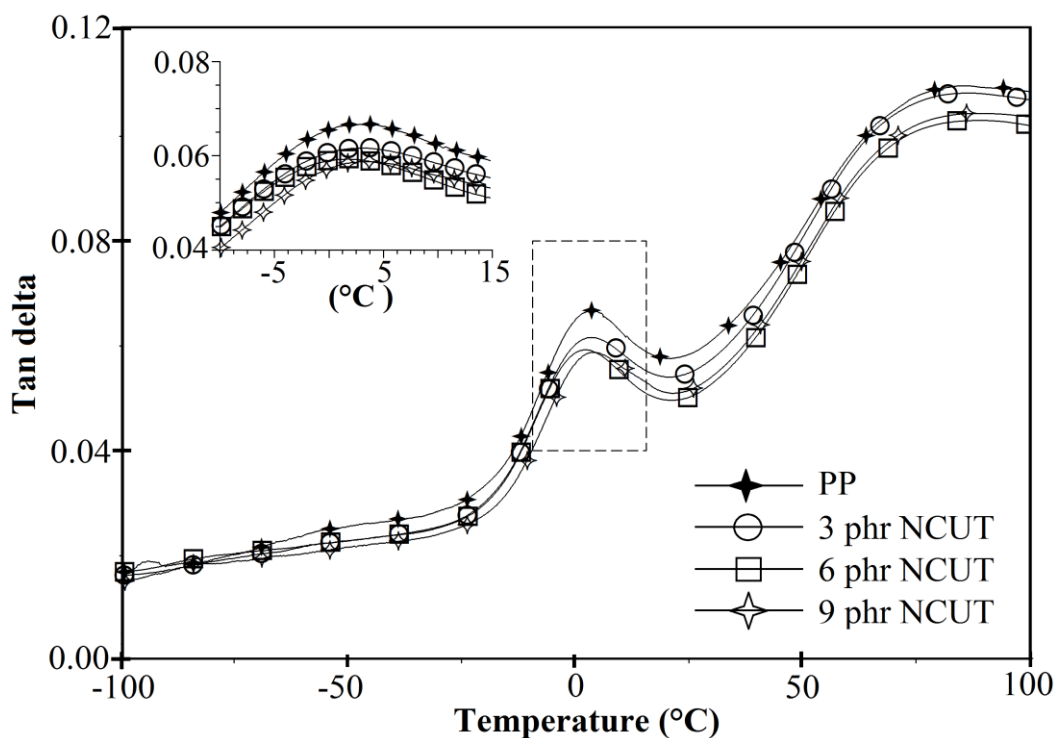 0.12
0.08
0.06
0.04
-5
5
15
(°C )
0.08
Tan delta
0.04
PP
3 phr NCUT
6 phr NCUT
9 phr NCUT
0.00
-100
-50
0
50
100
Temperature (°C)